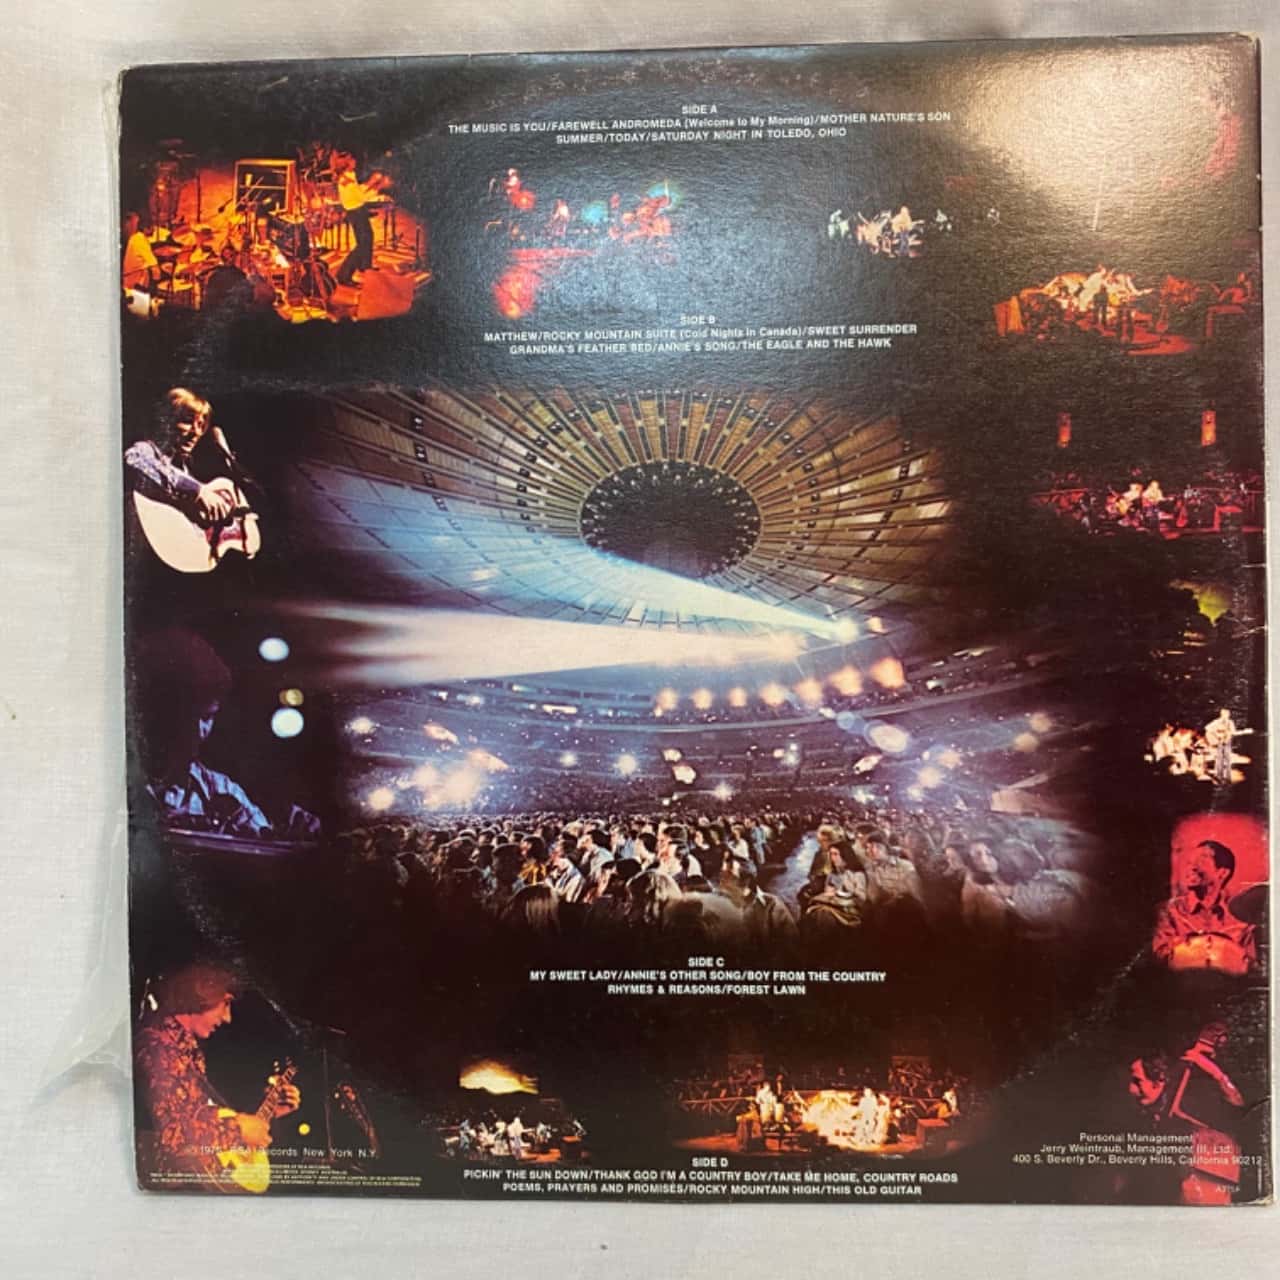 SIDE A
THE MUSIC IS YOU/FAREWELL ANDROMEDA (Welcome to My Morning)/MOTHER NATURE'S SON
SUMMER/TODAY/SATURDAY NIGHT IN TOLEDO, OHIO
SIDE B
MATTHEW/ROCKY MOUNTAIN SUITE (Cold Nights in Canada)/SWEET SURRENDER
GRANDMA'S FEATHER BED/ANNIE'S SONG/THE EAGLE AND THE HAWK
SIDE C
MY SWEET LADY/ANNIE'S OTHER SONG/BOY FROM THE COUNTRY
RHYMES & REASONS/FOREST LAWN
Records New York N.Y.
Personal Management
Jerry Weintraub, Management III, Ltd.
400 S. Beverly Dr., Beverly Hills, California 90212
SIDE D
PICKIN' THE SUN DOWN/THANK GOD I'M A COUNTRY BOY/TAKE ME HOME, COUNTRY ROADS
POEMS, PRAYERS AND PROMISES/ROCKY MOUNTAIN HIGH/THIS OLD GUITAR